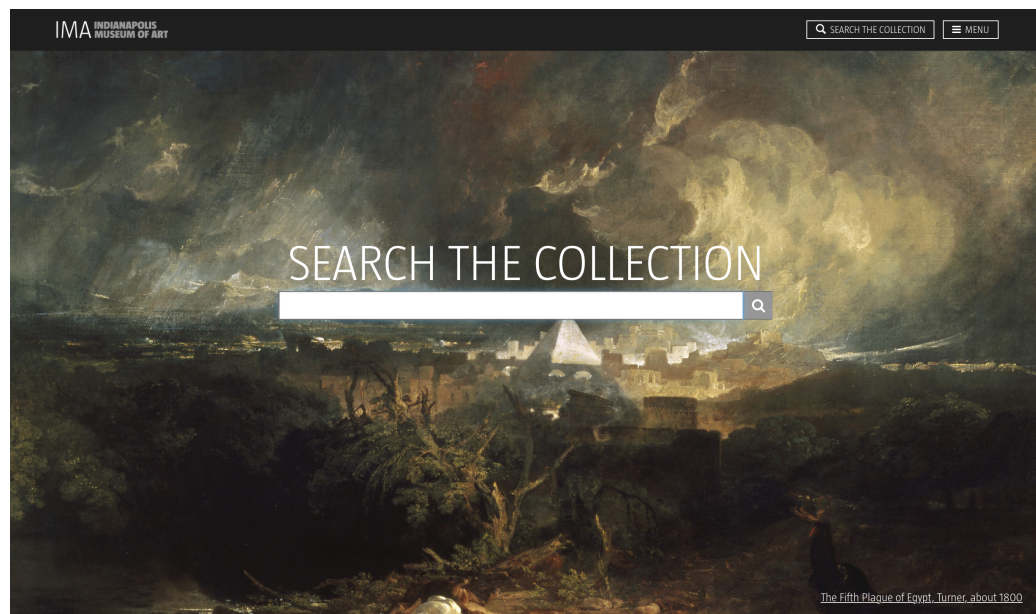 IMA INDIANAPOLIS
MUSEUM OF ART
SEARCH THE COLLECTION
MENU
SEARCH THE COLLECTION
The Fifth Plague of Egypt, Turner, about 1800